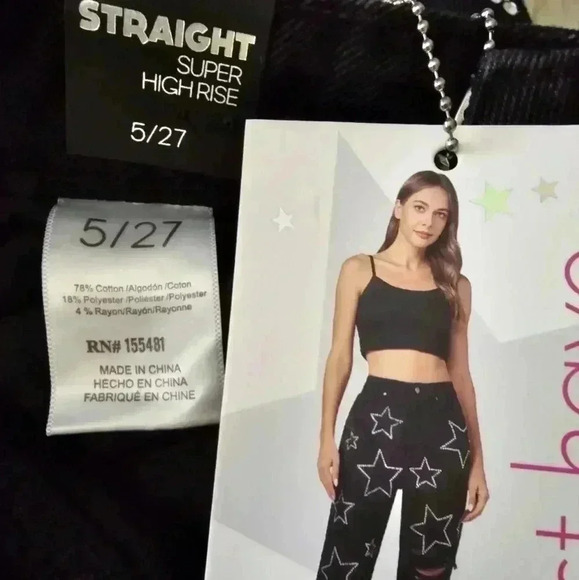 STRAIGHT
SUPER
HIGH RISE
5/27
5/27
78% Cotton/Algodón/Coton
18% Polyester/Poliéster/Polyester
4% Rayon/Rayón/Rayonne
RN# 155481
MADE IN CHINA
HECHO EN CHINA
FABRIQUÉ EN CHINE